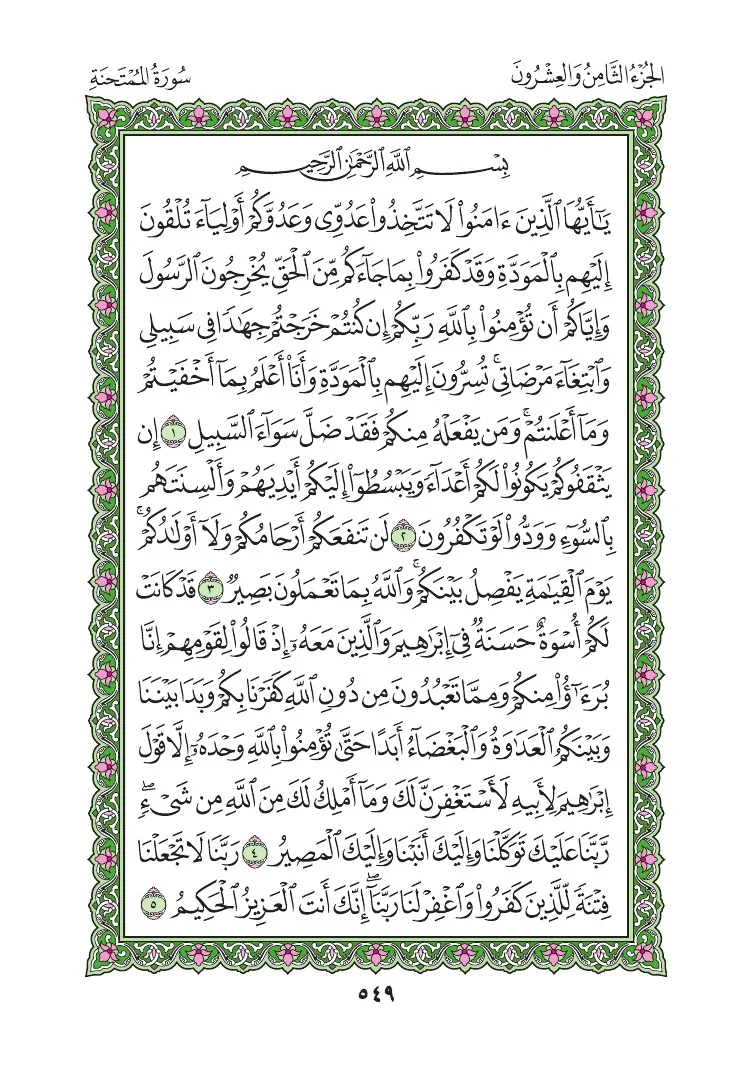 الجُزْءُ الثَّامِنُ وَالعِشْرُونَ
سُورَةُ المُمْتَحنَةِ
بِسْمِ ٱللَّهِ ٱلرَّحْمَٰنِ ٱلرَّحِيمِ
يَٰٓأَيُّهَا ٱلَّذِينَ ءَامَنُوا۟ لَا تَتَّخِذُوا۟ عَدُوِّى وَعَدُوَّكُمْ أَوْلِيَآءَ تُلْقُونَ
إِلَيْهِم بِٱلْمَوَدَّةِ وَقَدْ كَفَرُوا۟ بِمَا جَآءَكُم مِّنَ ٱلْحَقِّ يُخْرِجُونَ ٱلرَّسُولَ
وَإِيَّاكُمْ أَن تُؤْمِنُوا۟ بِٱللَّهِ رَبِّكُمْ إِن كُنتُمْ خَرَجْتُمْ جِهَٰدًا فِى سَبِيلِى
وَٱبْتِغَآءَ مَرْضَاتِى ۚ تُسِرُّونَ إِلَيْهِم بِٱلْمَوَدَّةِ وَأَنَا۠ أَعْلَمُ بِمَآ أَخْفَيْتُمْ
وَمَآ أَعْلَنتُمْ ۚ وَمَن يَفْعَلْهُ مِنكُمْ فَقَدْ ضَلَّ سَوَآءَ ٱلسَّبِيلِ ١ إِن
يَثْقَفُوكُمْ يَكُونُوا۟ لَكُمْ أَعْدَآءً وَيَبْسُطُوٓا۟ إِلَيْكُمْ أَيْدِيَهُمْ وَأَلْسِنَتَهُم
بِٱلسُّوٓءِ وَوَدُّوا۟ لَوْ تَكْفُرُونَ ٢ لَن تَنفَعَكُمْ أَرْحَامُكُمْ وَلَآ أَوْلَٰدُكُمْ ۚ
يَوْمَ ٱلْقِيَٰمَةِ يَفْصِلُ بَيْنَكُمْ ۚ وَٱللَّهُ بِمَا تَعْمَلُونَ بَصِيرٌ ٣ قَدْ كَانَتْ
لَكُمْ أُسْوَةٌ حَسَنَةٌ فِىٓ إِبْرَٰهِيمَ وَٱلَّذِينَ مَعَهُۥٓ إِذْ قَالُوا۟ لِقَوْمِهِمْ إِنَّا
بُرَءَٰٓؤُا۟ مِنكُمْ وَمِمَّا تَعْبُدُونَ مِن دُونِ ٱللَّهِ كَفَرْنَا بِكُمْ وَبَدَا بَيْنَنَا
وَبَيْنَكُمُ ٱلْعَدَٰوَةُ وَٱلْبَغْضَآءُ أَبَدًا حَتَّىٰ تُؤْمِنُوا۟ بِٱللَّهِ وَحْدَهُۥٓ إِلَّا قَوْلَ
إِبْرَٰهِيمَ لِأَبِيهِ لَأَسْتَغْفِرَنَّ لَكَ وَمَآ أَمْلِكُ لَكَ مِنَ ٱللَّهِ مِن شَىْءٍ ۖ
رَّبَّنَا عَلَيْكَ تَوَكَّلْنَا وَإِلَيْكَ أَنَبْنَا وَإِلَيْكَ ٱلْمَصِيرُ ٤ رَبَّنَا لَا تَجْعَلْنَا
فِتْنَةً لِّلَّذِينَ كَفَرُوا۟ وَٱغْفِرْ لَنَا رَبَّنَآ ۖ إِنَّكَ أَنتَ ٱلْعَزِيزُ ٱلْحَكِيمُ ٥
٥٤٩